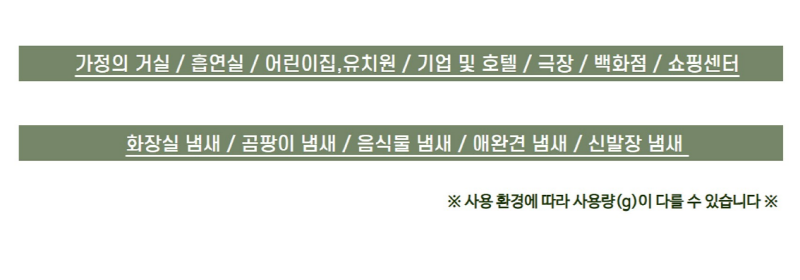 가정의 거실 / 흡연실 / 어린이집,유치원 / 기업 및 호텔 / 극장 / 백화점 / 쇼핑센터
화장실 냄새 / 곰팡이 냄새 / 음식물 냄새 / 애완견 냄새 / 신발장 냄새
※ 사용 환경에 따라 사용량(g)이 다를 수 있습니다 ※